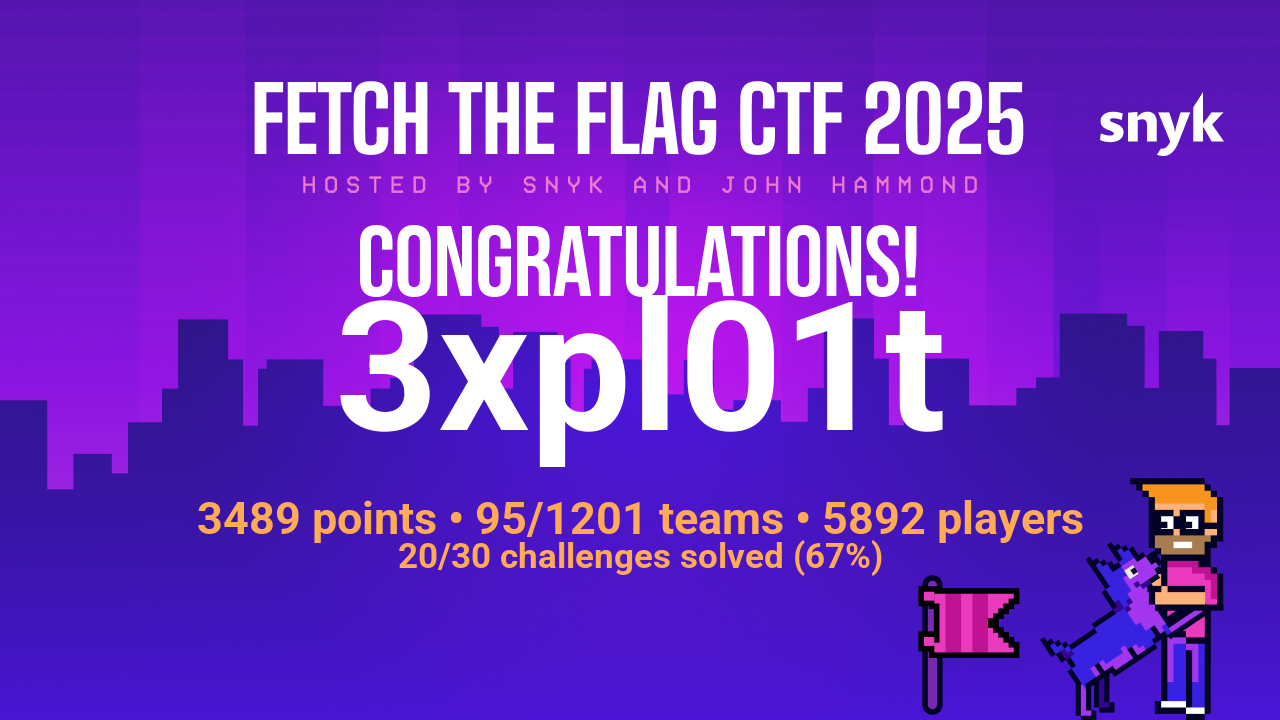 FETCH THE FLAG CTF 2025
snyk
HOSTED BY SNYK AND JOHN HAMMOND
CONGRATULATIONS!
3xpl01t
3489 points • 95/1201 teams • 5892 players
20/30 challenges solved (67%)